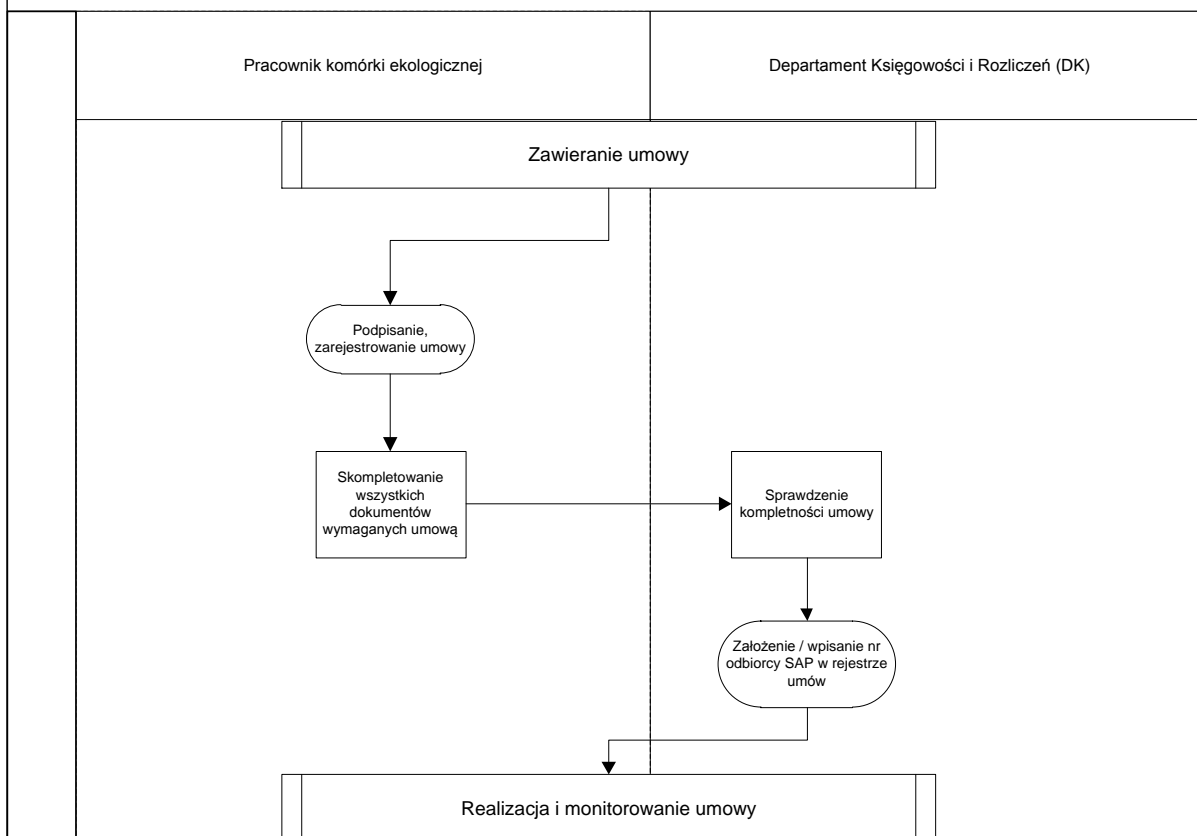 Pracownik komórki ekologicznej
Departament Księgowości i Rozliczeń (DK)
Zawieranie umowy
Podpisanie,
zarejestrowanie umowy
Skompletowanie
wszystkich
dokumentów
wymaganych umową
Sprawdzenie
kompletności umowy
Założenie / wpisanie nr
odbiorcy SAP w rejestrze
umów
Realizacja i monitorowanie umowy